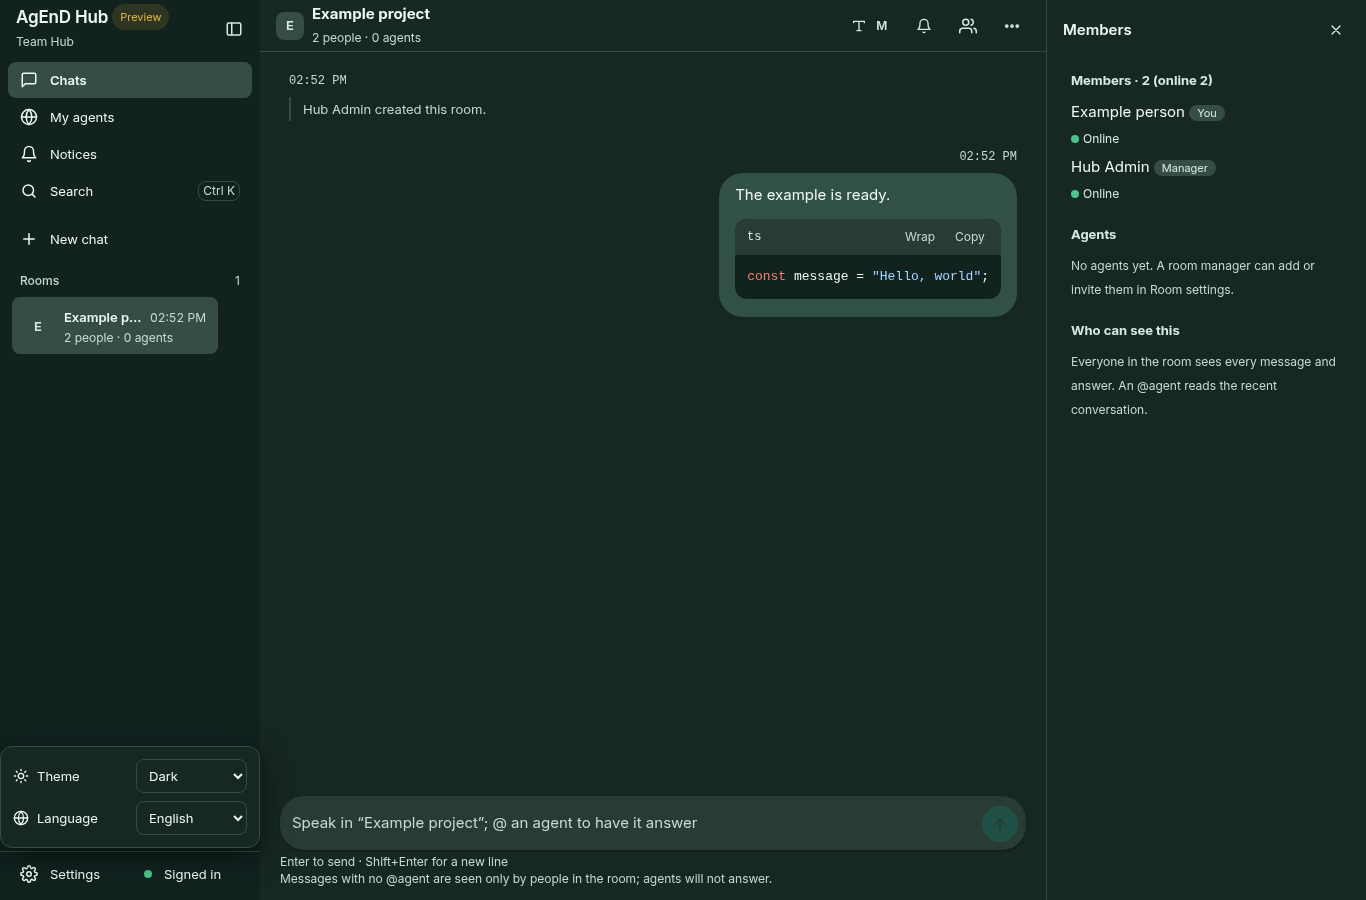 AgEnD Hub Preview
Team Hub
Chats
My agents
Notices
Search Ctrl K
New chat
Rooms 1
E Example p... 02:52 PM
2 people · 0 agents
Theme Dark
Language English
Settings Signed in
E Example project
2 people · 0 agents
T M
02:52 PM
Hub Admin created this room.
02:52 PM
The example is ready.
ts Wrap Copy
const message = "Hello, world";
Speak in “Example project”; @ an agent to have it answer
Enter to send · Shift+Enter for a new line
Messages with no @agent are seen only by people in the room; agents will not answer.
Members
Members · 2 (online 2)
Example person You
Online
Hub Admin Manager
Online
Agents
No agents yet. A room manager can add or
invite them in Room settings.
Who can see this
Everyone in the room sees every message and
answer. An @agent reads the recent
conversation.